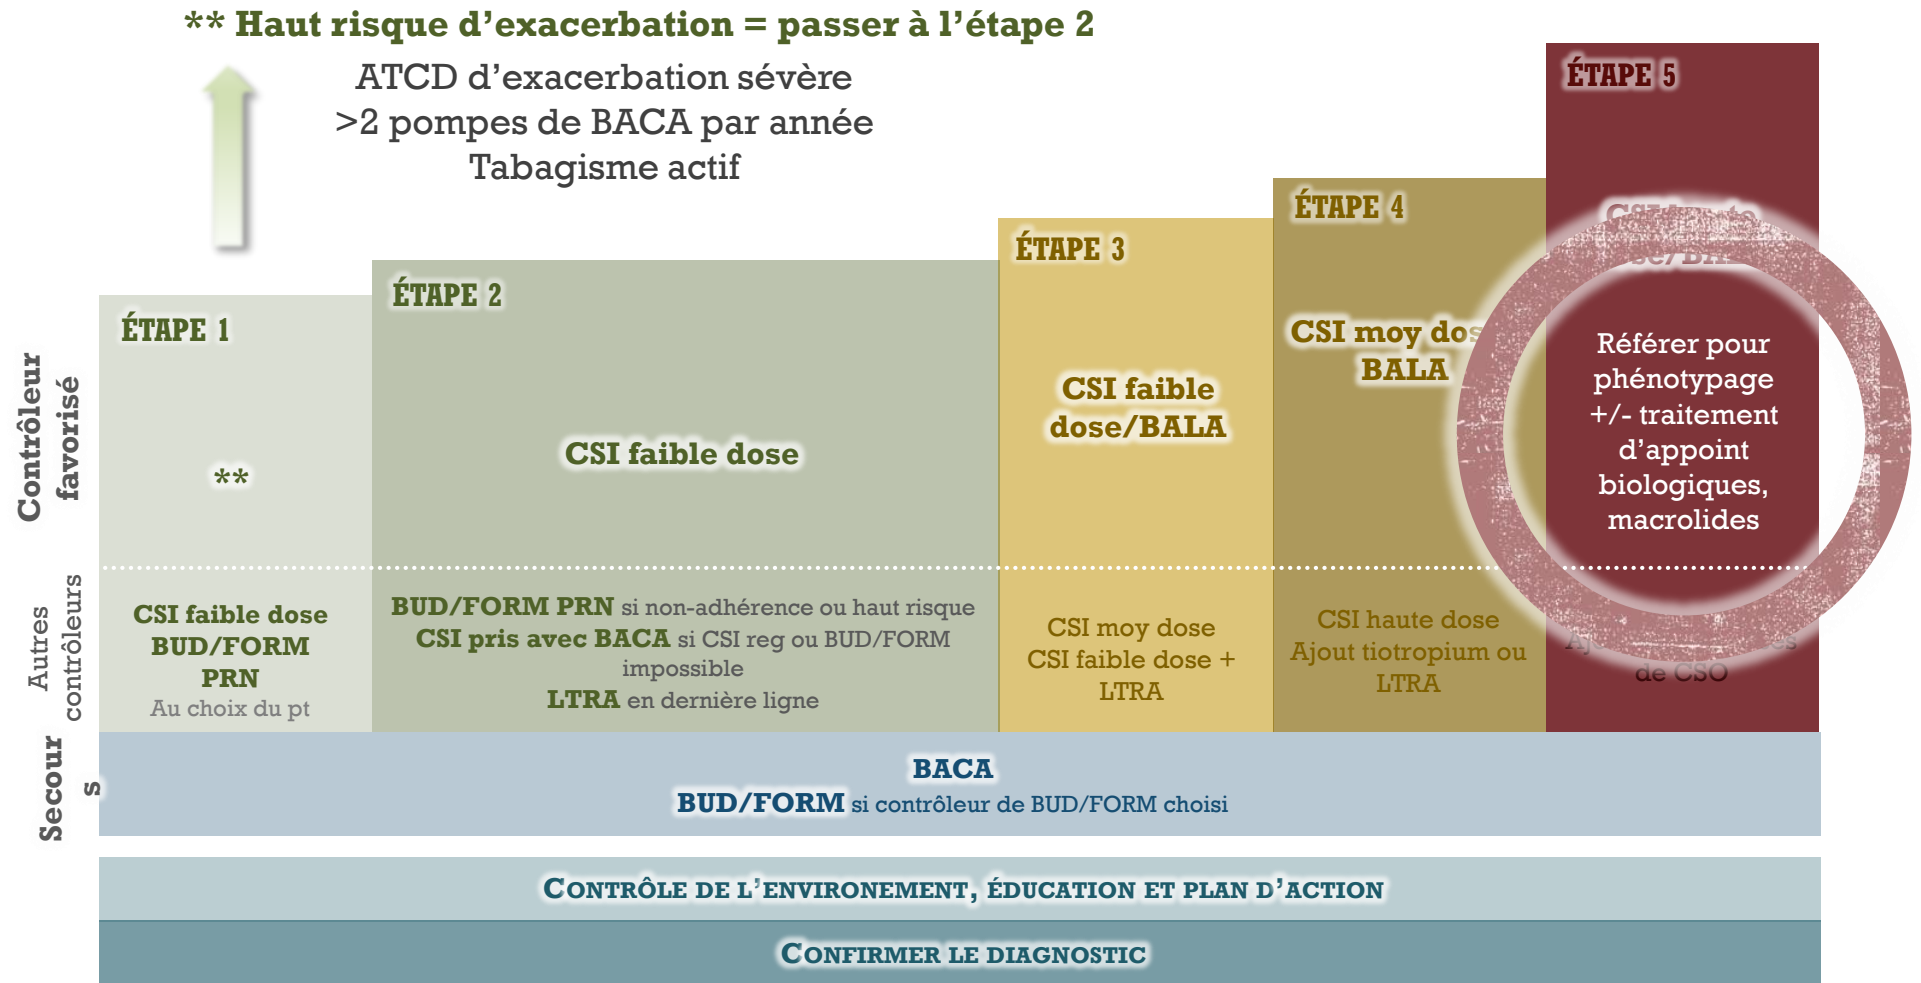 ** Haut risque d’exacerbation = passer à l’étape 2
ATCD d’exacerbation sévère
>2 pompes de BACA par année
Tabagisme actif
ÉTAPE 1
**
CSI faible dose
BUD/FORM
PRN
Au choix du pt
ÉTAPE 2
CSI faible dose
BUD/FORM PRN si non-adhérence ou haut risque
CSI pris avec BACA si CSI reg ou BUD/FORM
impossible
LTRA en dernière ligne
ÉTAPE 3
CSI faible
dose/BALA
CSI moy dose
CSI faible dose +
LTRA
ÉTAPE 4
CSI moy
BALA
CSI haute dose
Ajout tiotropium ou
LTRA
ÉTAPE 5
CSI
Référer pour
phénotypage
+/- traitement
d’appoint
biologiques,
macrolides
de CSO
Contrôleur
favorisé
Autres
contrôleurs
Secour
s
BACA
BUD/FORM si contrôleur de BUD/FORM choisi
CONTRÔLE DE L’ENVIRONEMENT, ÉDUCATION ET PLAN D’ACTION
CONFIRMER LE DIAGNOSTIC